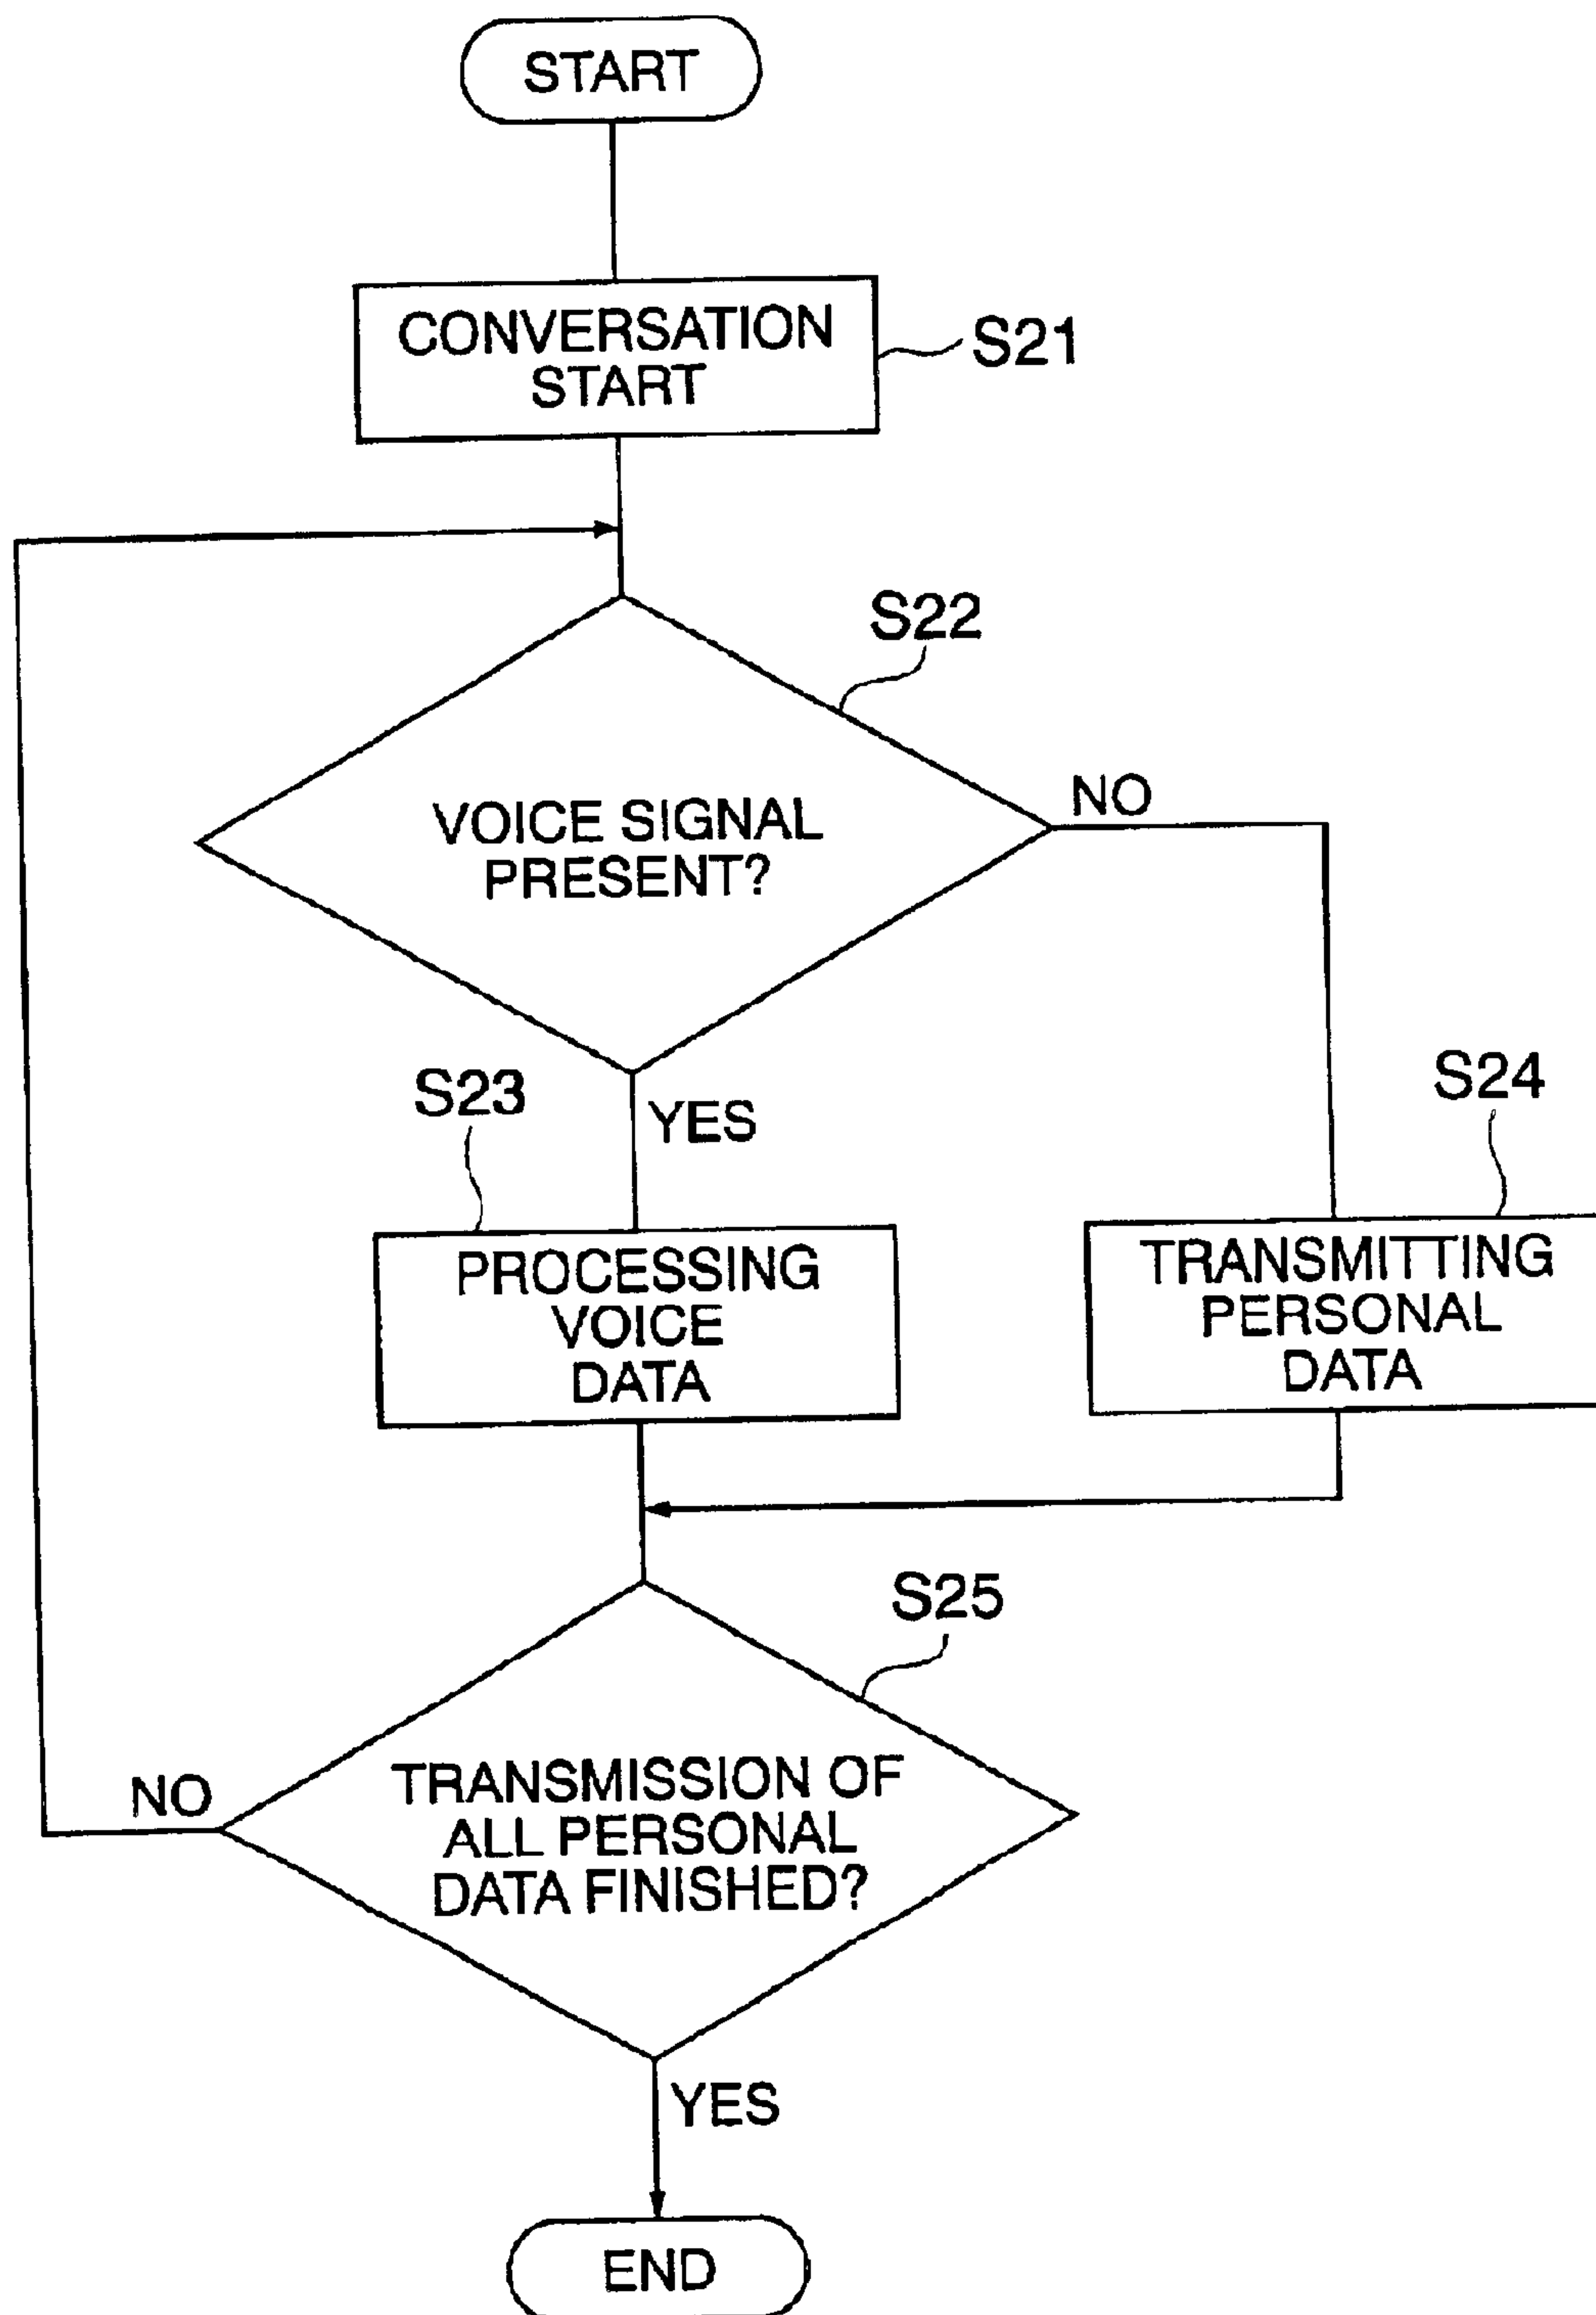 START
CONVERSATION
START
S21
S22
VOICE SIGNAL
PRESENT?
NO
YES
S23
PROCESSING
VOICE
DATA
S24
TRANSMITTING
PERSONAL
DATA
S25
TRANSMISSION OF
ALL PERSONAL
DATA FINISHED?
NO
YES
END